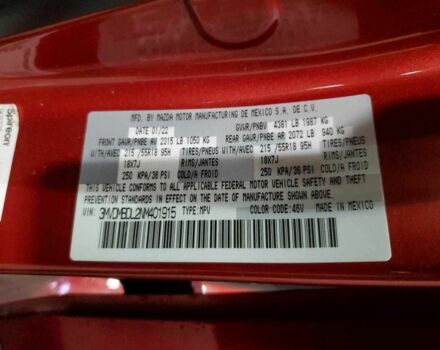 MFD. BY MAZDA MOTOR MANUFACTURING DE MEXICO S.A. DE C.V.
DATE 01/22 GVWR/PNBV 4381 LB 1987 KG
FRONT GAWR/PNBE AV 2315 LB 1050 KG REAR GAWR/PNBE AR 2072 LB 940 KG
WITH/AVEC 215/55R18 95H TIRES/PNEUS WITH/AVEC 215/55R18 95H TIRES/PNEUS
18X7J RIMS/JANTES 18X7J RIMS/JANTES
250 KPA/36 PSI COLD/FROID 250 KPA/36 PSI COLD/FROID
THIS VEHICLE CONFORMS TO ALL APPLICABLE FEDERAL MOTOR VEHICLE SAFETY AND THEFT
PREVENTION STANDARDS IN EFFECT ON THE DATE OF MANUFACTURE SHOWN ABOVE.
VIN: 3MVDMBDL2NM401915 TYPE:MPV COLOR CODE:46V MADE IN MEXICO